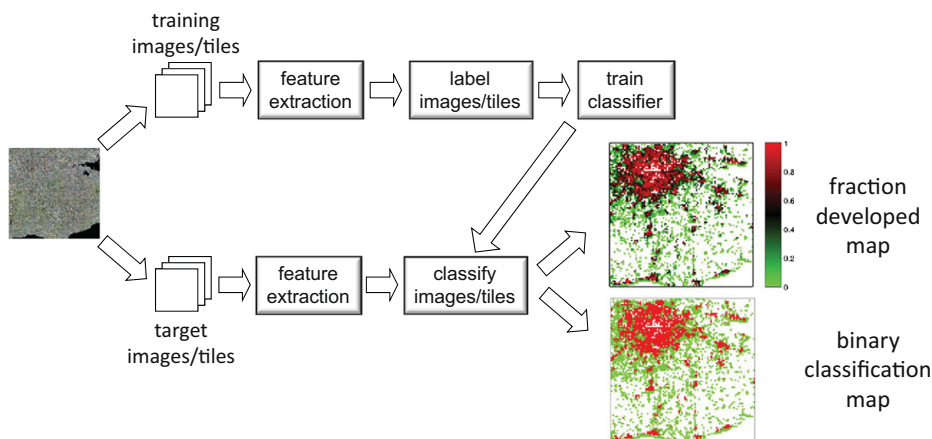 training
images/tiles
feature
extraction
label
images/tiles
train
classifier
target
images/tiles
feature
extraction
classify
images/tiles
1
0.8
0.6
0.4
0.2
0
fraction
developed
map
binary
classification
map